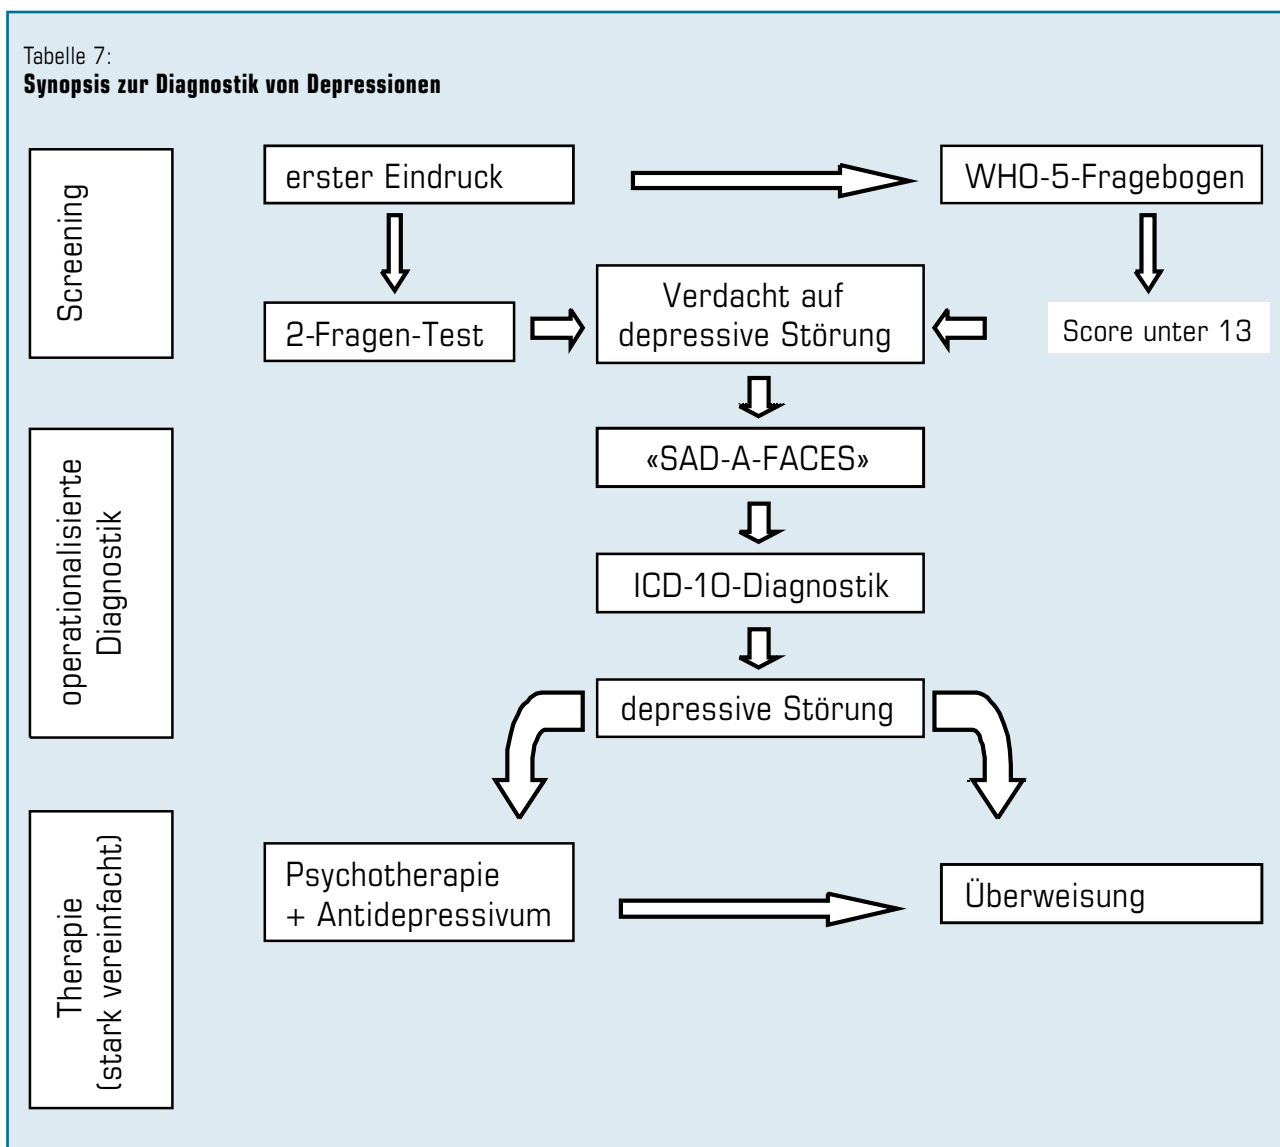 Tabelle 7:
Synopsis zur Diagnostik von Depressionen
Screening
erster Eindruck
WHO-5-Fragebogen
2-Fragen-Test
Verdacht auf
depressive Störung
Score unter 13
operationalisierte
Diagnostik
«SAD-A-FACES»
ICD-10-Diagnostik
depressive Störung
Therapie
(stark vereinfacht)
Psychotherapie
+ Antidepressivum
Überweisung